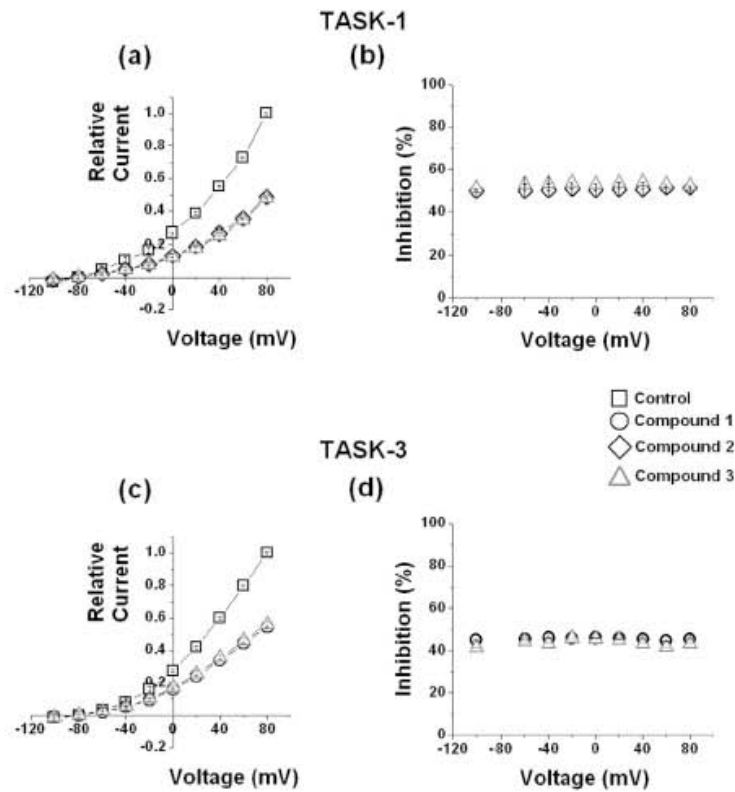 TASK-1
(a)
(b)
Relative
Current
1.0
0.8
0.6
0.4
0.2
-0.2
-120
-80
-40
0
40
80
Voltage (mV)
Inhibition (%)
100
80
60
40
20
0
-120
-80
-40
0
40
80
Voltage (mV)
Control
Compound 1
Compound 2
Compound 3
TASK-3
(c)
(d)
Relative
Current
1.0
0.8
0.6
0.4
0.2
-0.2
-120
-80
-40
0
40
80
Voltage (mV)
Inhibition (%)
100
80
60
40
20
0
-120
-80
-40
0
40
80
Voltage (mV)